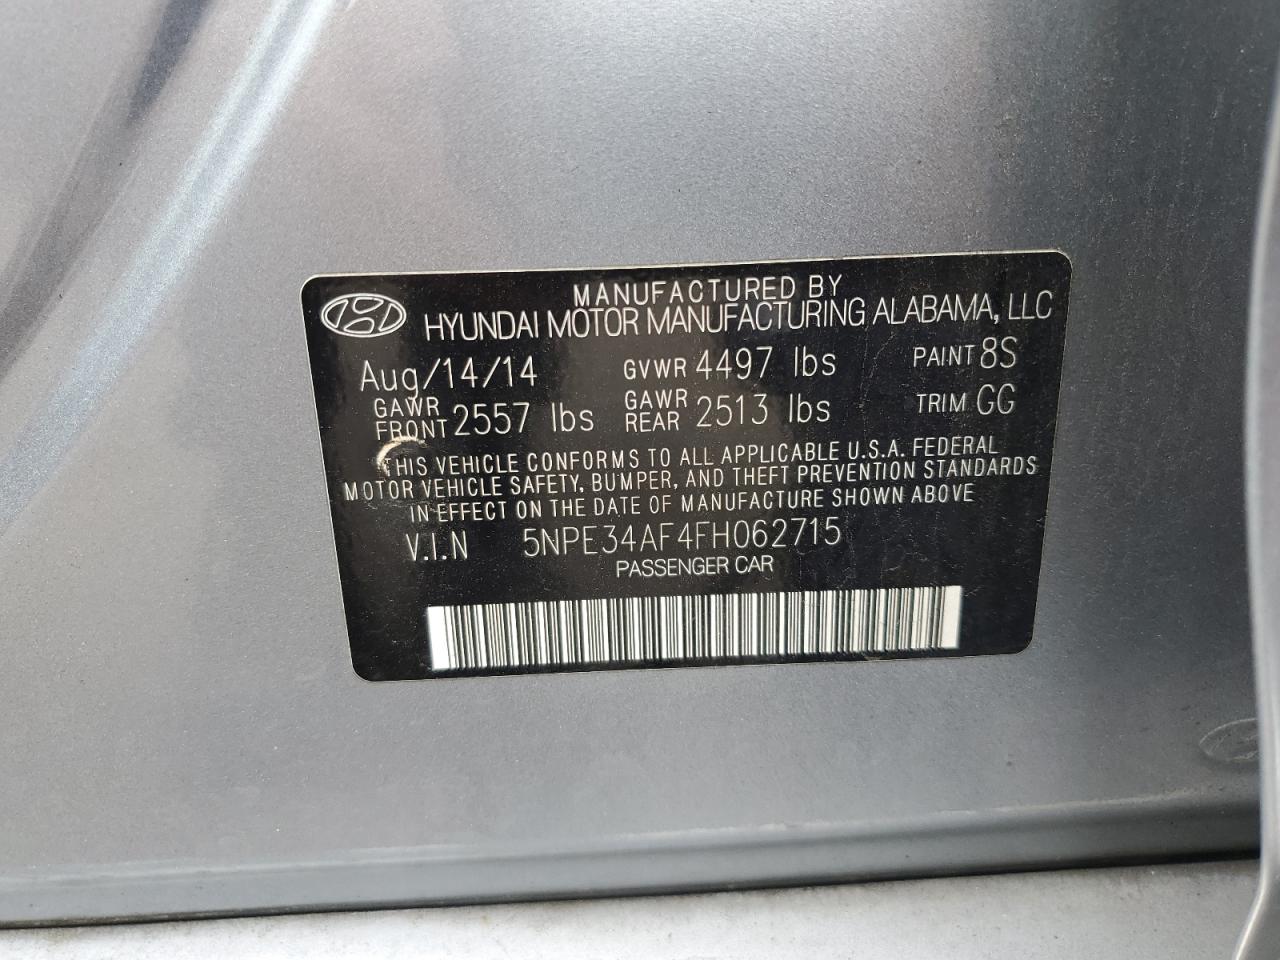 MANUFACTURED BY
HYUNDAI MOTOR MANUFACTURING ALABAMA, LLC
Aug/14/14 GVWR 4497 lbs PAINT 8S
GAWR FRONT 2557 lbs GAWR REAR 2513 lbs TRIM GG
THIS VEHICLE CONFORMS TO ALL APPLICABLE U.S.A. FEDERAL
MOTOR VEHICLE SAFETY, BUMPER, AND THEFT PREVENTION STANDARDS
IN EFFECT ON THE DATE OF MANUFACTURE SHOWN ABOVE
V.I.N 5NPE34AF4FH062715
PASSENGER CAR